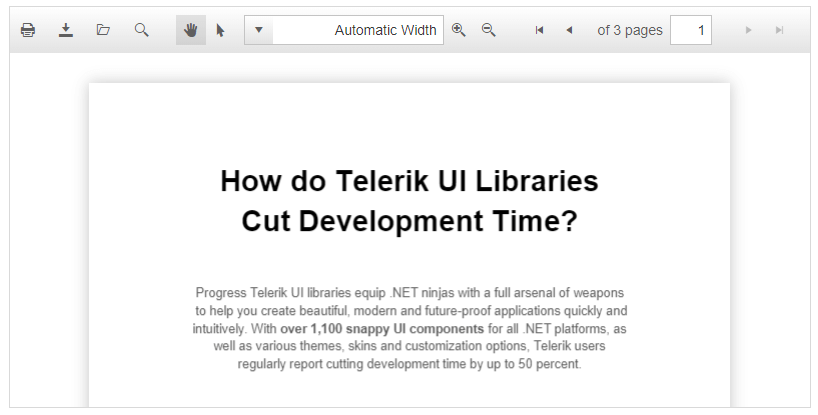 Automatic Width of 3 pages 1
How do Telerik UI Libraries
Cut Development Time?
Progress Telerik UI libraries equip .NET ninjas with a full arsenal of weapons
to help you create beautiful, modern and future-proof applications quickly and
intuitively. With over 1,100 snappy UI components for all .NET platforms, as
well as various themes, skins and customization options, Telerik users
regularly report cutting development time by up to 50 percent.